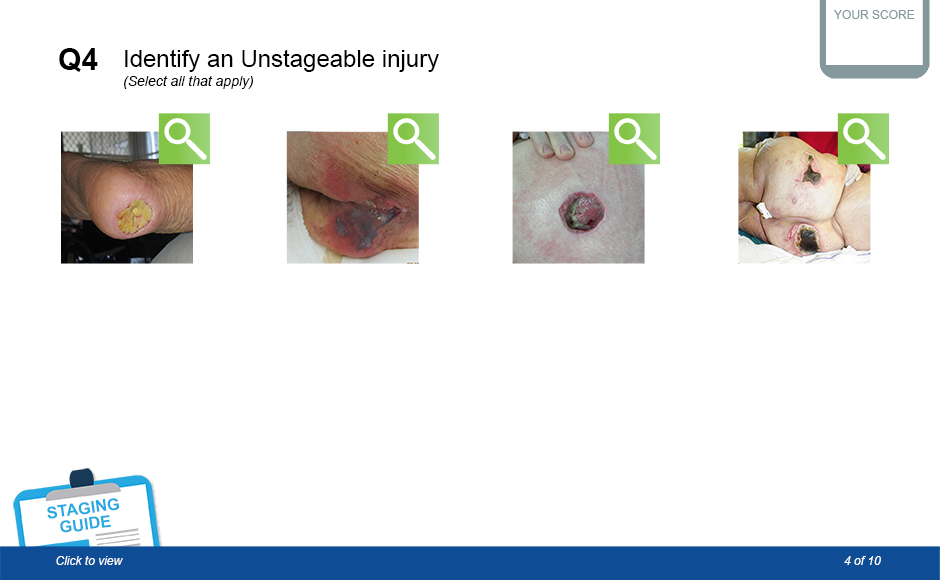 YOUR SCORE
Q4 Identify an Unstageable injury
(Select all that apply)
STAGING
GUIDE
Click to view
4 of 10